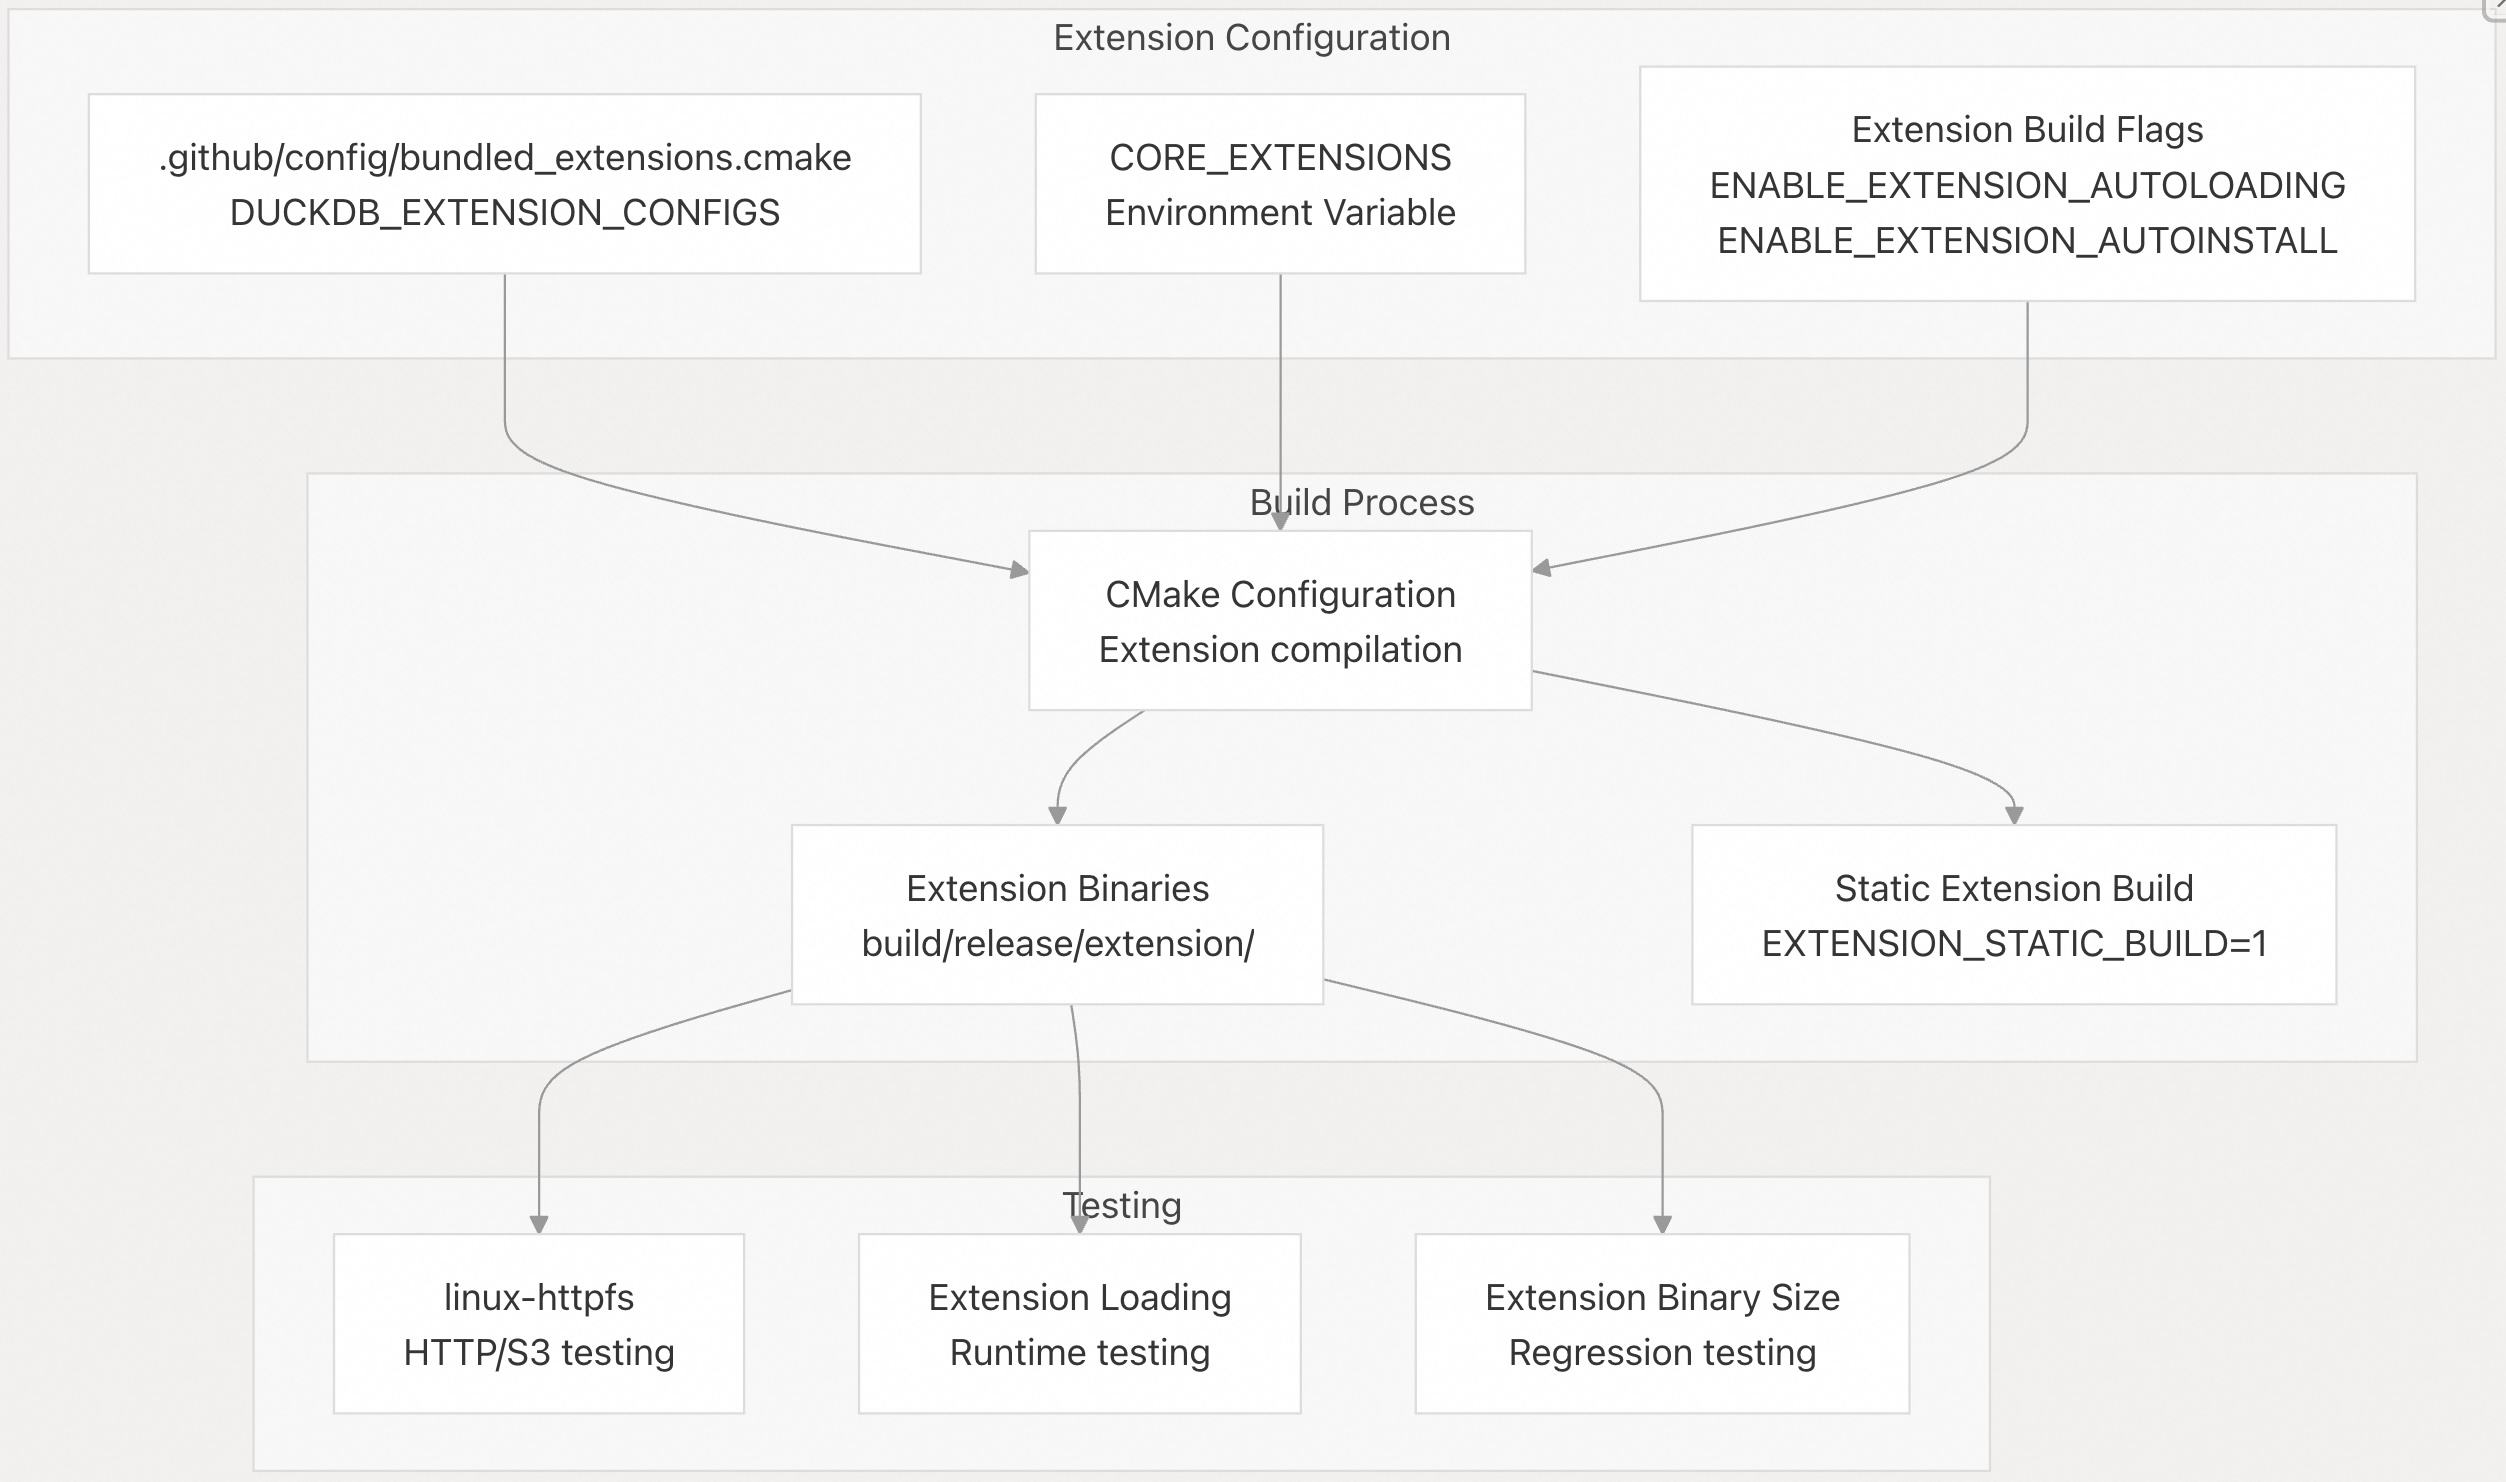 Extension Configuration
.github/config/bundled_extensions.cmake
DUCKDB_EXTENSION_CONFIGS
CORE_EXTENSIONS
Environment Variable
Extension Build Flags
ENABLE_EXTENSION_AUTOLOADING
ENABLE_EXTENSION_AUTOINSTALL
Build Process
CMake Configuration
Extension compilation
Extension Binaries
build/release/extension/
Static Extension Build
EXTENSION_STATIC_BUILD=1
Testing
linux-httpfs
HTTP/S3 testing
Extension Loading
Runtime testing
Extension Binary Size
Regression testing